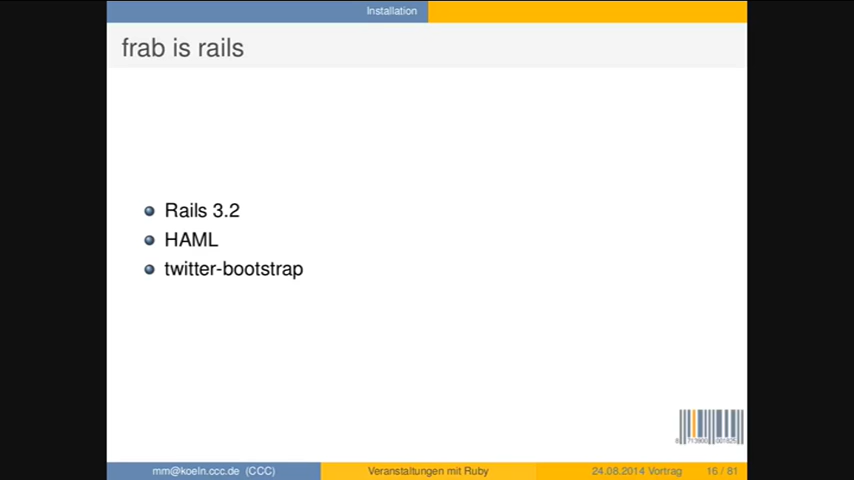 Installation
frab is rails
Rails 3.2
HAML
twitter-bootstrap
mm@koeln.ccc.de (CCC)
Veranstaltungen mit Ruby
24.08.2014 Vortrag
16 / 81